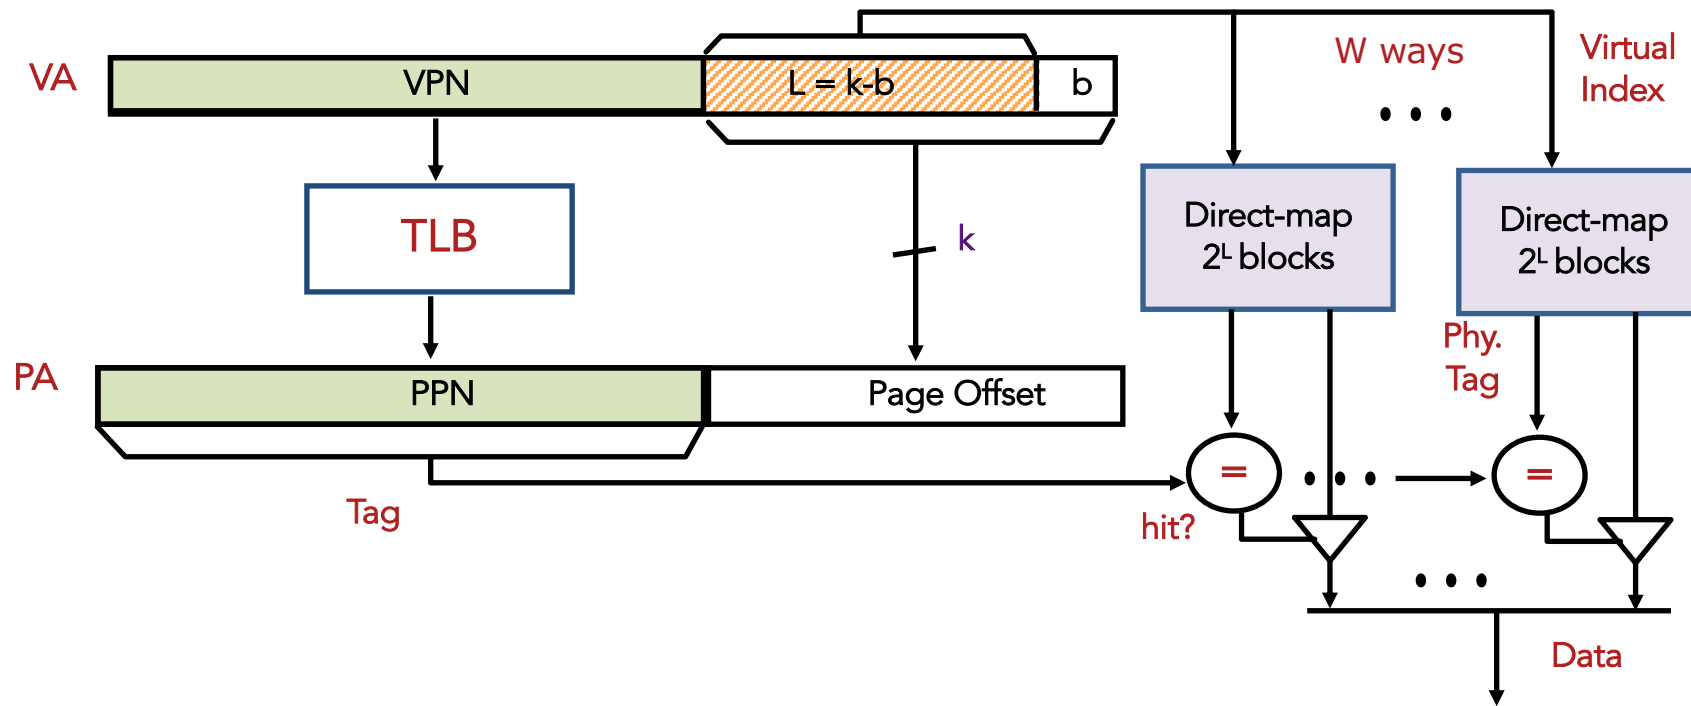 W ways
Virtual
Index
VA
VPN
L = k-b
b
TLB
k
Direct-map
2ᴸ blocks
Direct-map
2ᴸ blocks
Phy.
Tag
PA
PPN
Page Offset
=
=
Tag
hit?
Data